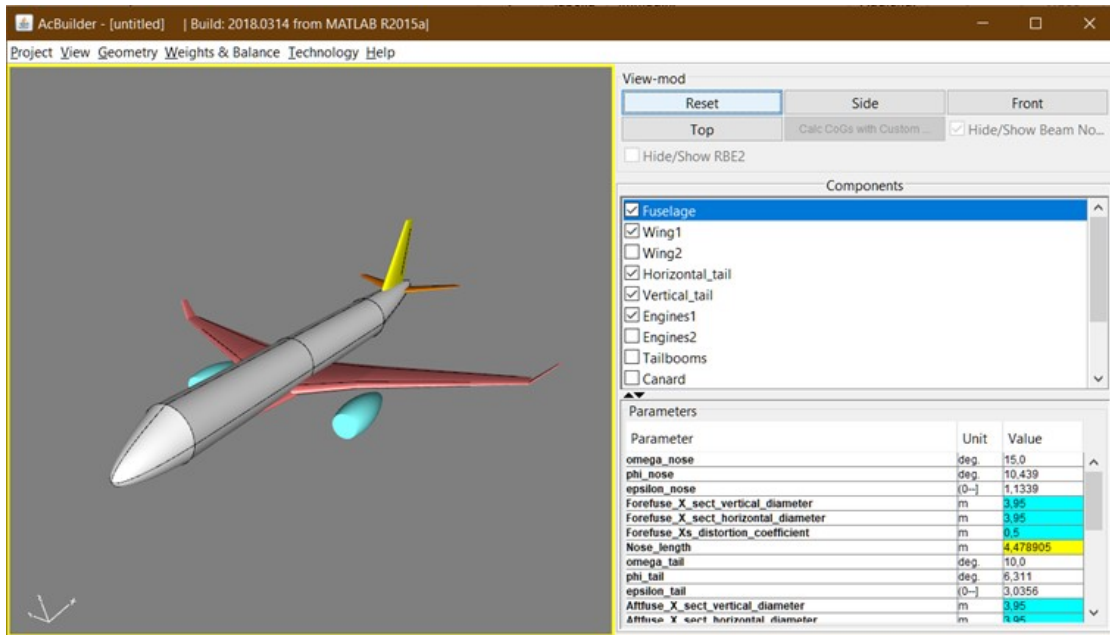 AcBuilder - [untitled] | Build: 2018.0314 from MATLAB R2015a|
Project View Geometry Weights & Balance Technology Help
View-mod
Reset Side Front
Top Calc CoGs with Custom ... Hide/Show Beam No...
Hide/Show RBE2
Components
Fuselage
Wing1
Wing2
Horizontal_tail
Vertical_tail
Engines1
Engines2
Tailbooms
Canard
Parameters
Parameter Unit Value
omega_nose deg. 15,0
phi_nose deg. 10,439
epsilon_nose (0--] 1,1339
Forefuse_X_sect_vertical_diameter m 3,95
Forefuse_X_sect_horizontal_diameter m 3,95
Forefuse_Xs_distortion_coefficient m 0,5
Nose_length m 4,478905
omega_tail deg. 10,0
phi_tail deg. 6,311
epsilon_tail (0--] 3,0356
Aftfuse_X_sect_vertical_diameter m 3,95
Aftfuse_X_sect_horizontal_diameter m 3,95